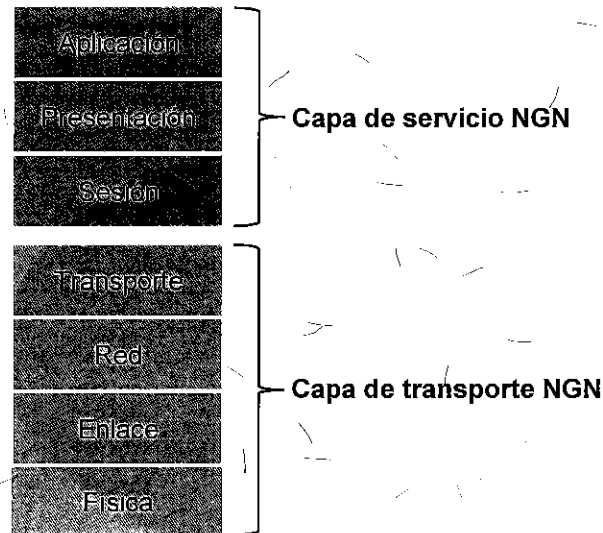 Aplicación
Presentación
Sesión
Capa de servicio NGN
Transporte
Red
Enlace
Física
Capa de transporte NGN